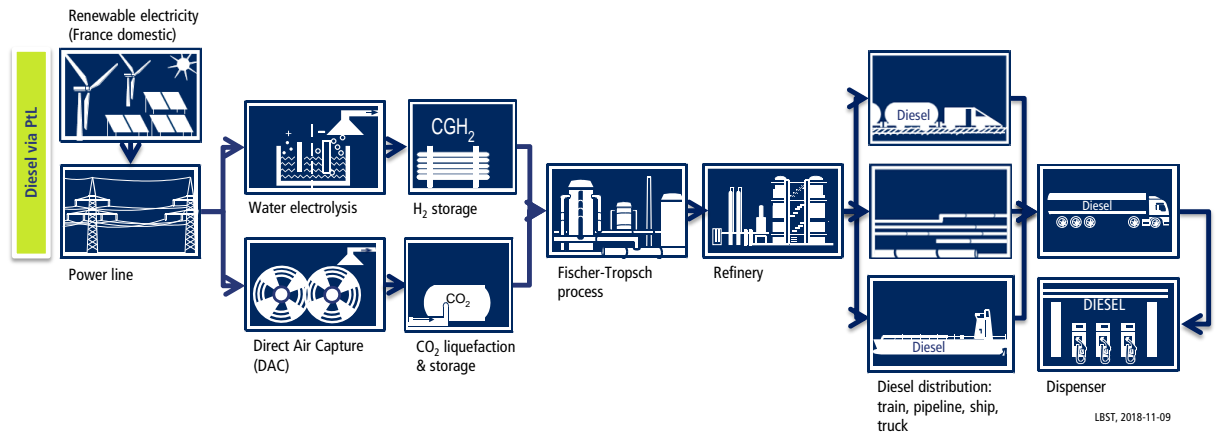 Renewable electricity
(France domestic)
Diesel via PtL
Power line
+
-
Water electrolysis
CGH₂
H₂ storage
Direct Air Capture
(DAC)
CO₂
CO₂ liquefaction
& storage
Fischer-Tropsch
process
Refinery
Diesel
Diesel
Diesel distribution:
train, pipeline, ship,
truck
Diesel
DIESEL
Dispenser
LBST, 2018-11-09